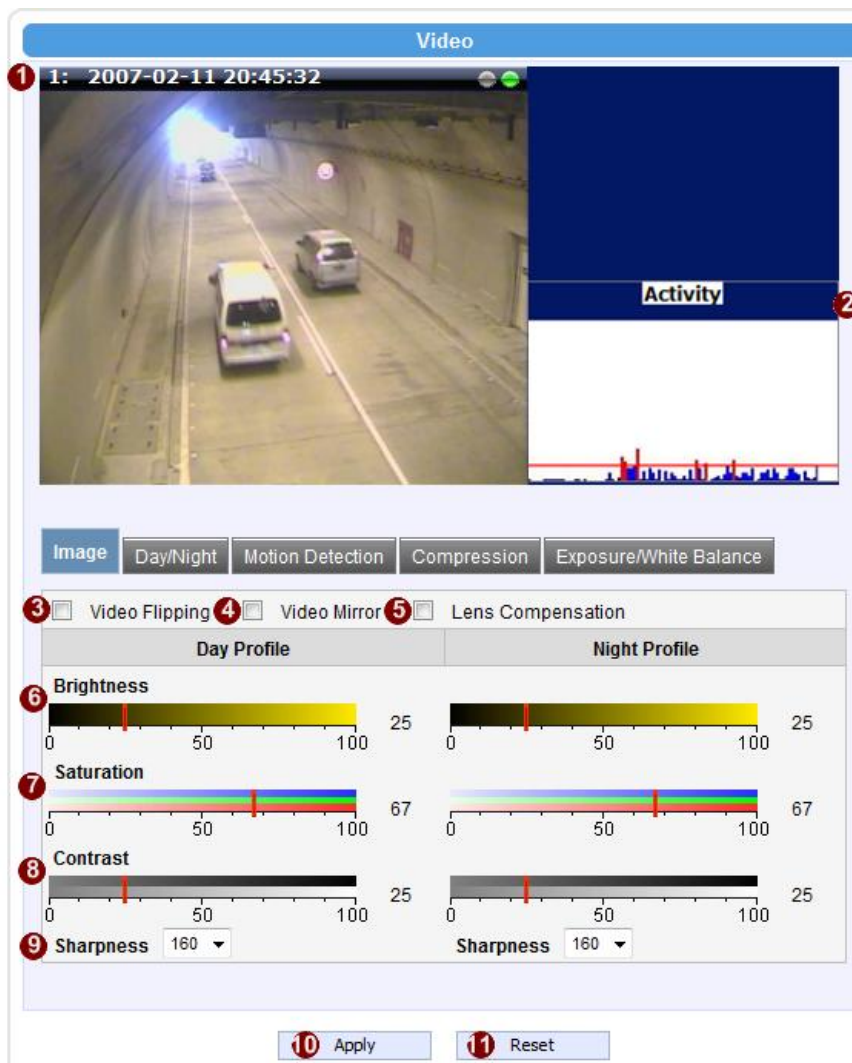 Video
1 1: 2007-02-11 20:45:32
Activity
2
Image Day/Night Motion Detection Compression Exposure/White Balance
3 Video Flipping 4 Video Mirror 5 Lens Compensation
Day Profile Night Profile
6 Brightness
25 25
0 50 100 0 50 100
7 Saturation
67 67
0 50 100 0 50 100
8 Contrast
25 25
0 50 100 0 50 100
9 Sharpness 160 Sharpness 160
10 Apply 11 Reset